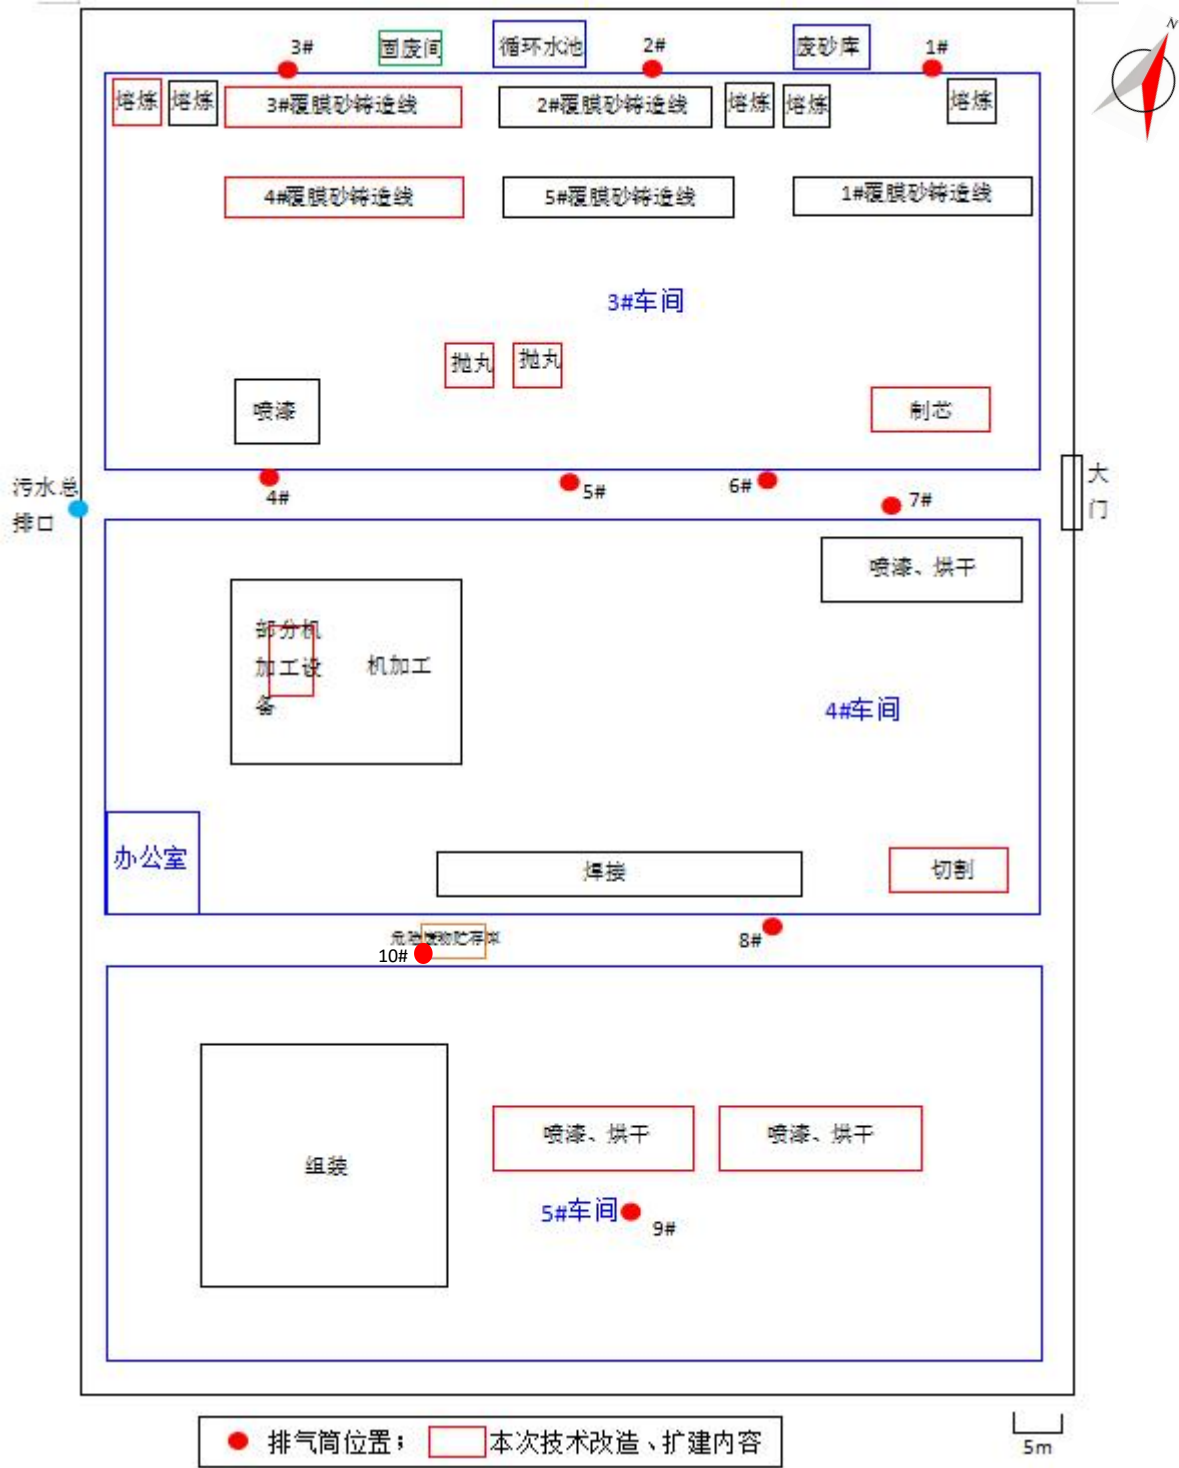 N
3#
固废间
循环水池
2#
废砂库
1#
熔炼
熔炼
3#覆膜砂铸造线
2#覆膜砂铸造线
熔炼
熔炼
熔炼
4#覆膜砂铸造线
5#覆膜砂铸造线
1#覆膜砂铸造线
3#车间
抛丸
抛丸
喷漆
制芯
污水总
排口
4#
5#
6#
7#
大
门
喷漆、烘干
部分机
加工设
备
机加工
4#车间
办公室
焊接
切割
危险废物贮存库
10#
8#
组装
喷漆、烘干
喷漆、烘干
5#车间
9#
排气筒位置；
本次技术改造、扩建内容
5m